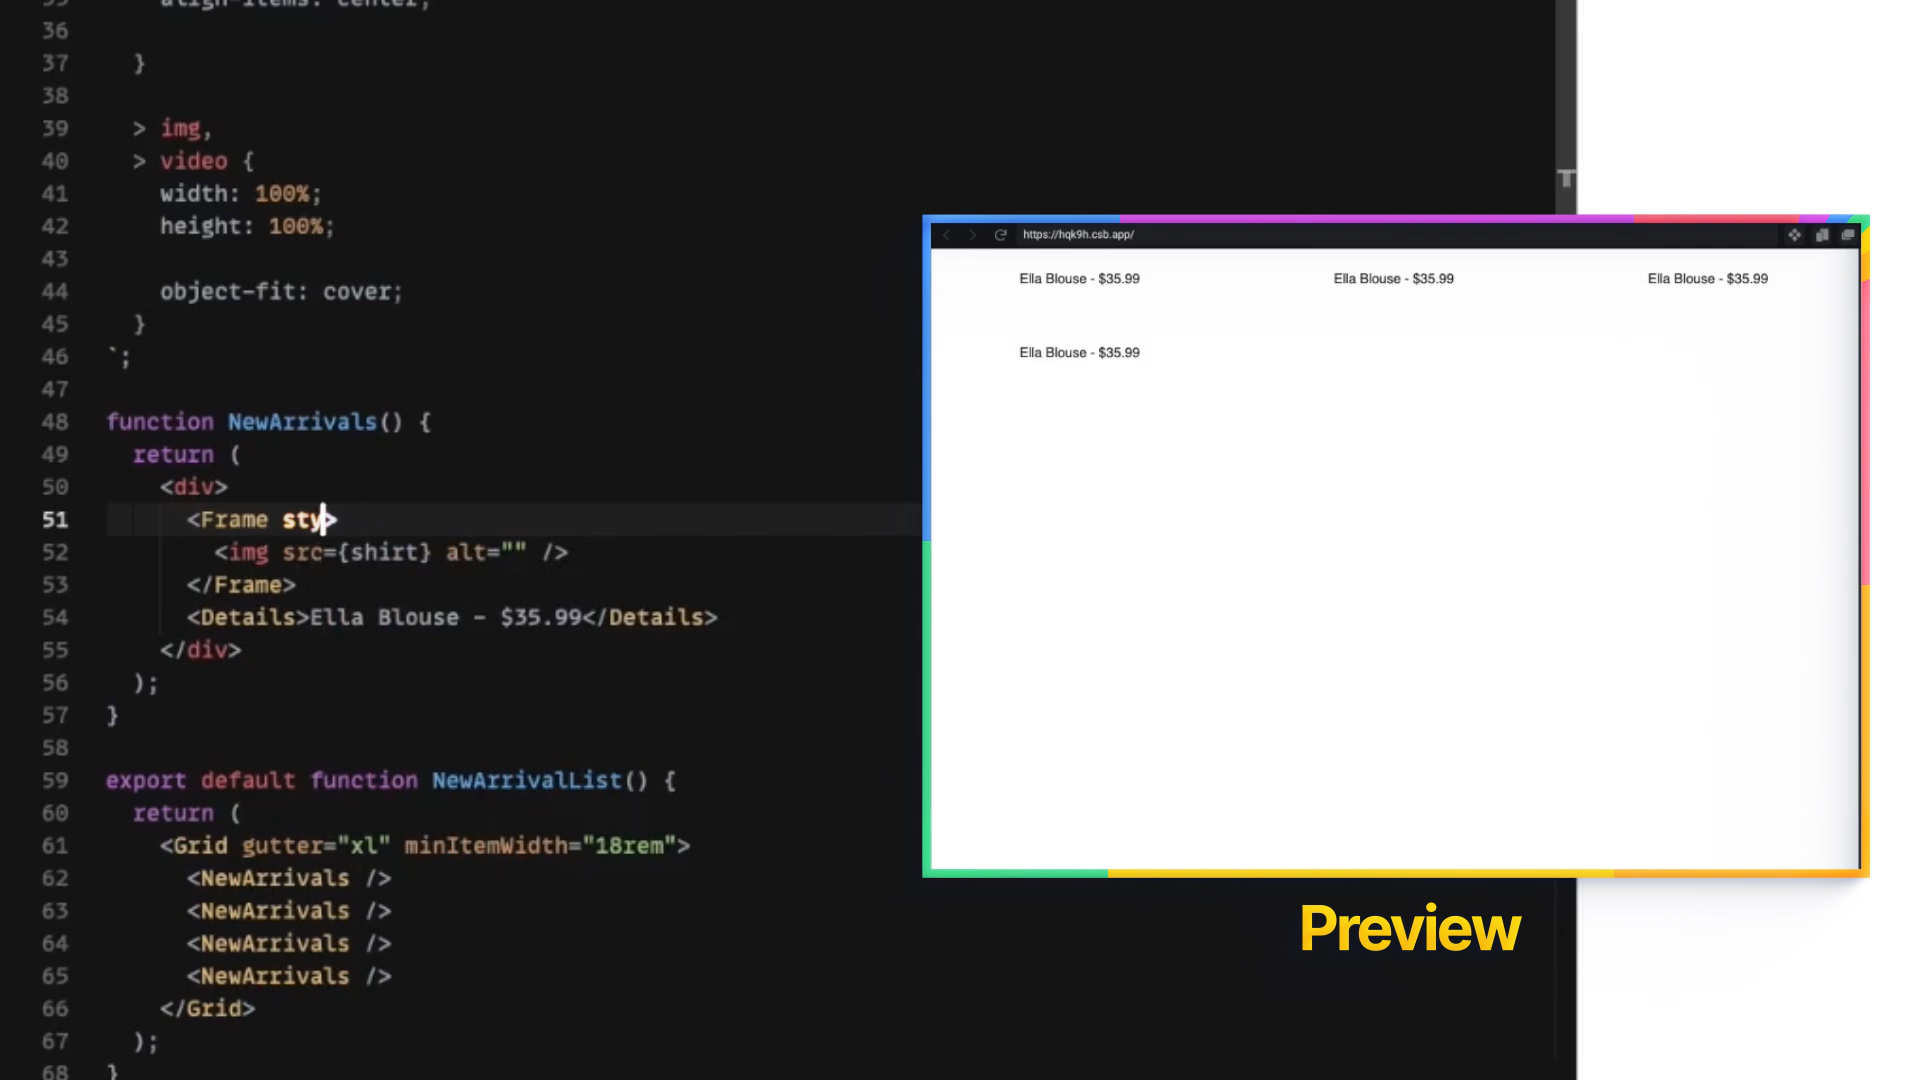 35 align-items: center;
36
37 }
38
39 > img,
40 > video {
41 width: 100%;
42 height: 100%;
43
44 object-fit: cover;
45 }
46 `;
47
48 function NewArrivals() {
49 return (
50 <div>
51 <Frame sty>
52 <img src={shirt} alt="" />
53 </Frame>
54 <Details>Ella Blouse - $35.99</Details>
55 </div>
56 );
57 }
58
59 export default function NewArrivalList() {
60 return (
61 <Grid gutter="xl" minItemWidth="18rem">
62 <NewArrivals />
63 <NewArrivals />
64 <NewArrivals />
65 <NewArrivals />
66 </Grid>
67 );
68 }
https://hqk9h.csb.app/
Ella Blouse - $35.99 Ella Blouse - $35.99 Ella Blouse - $35.99
Ella Blouse - $35.99
Preview